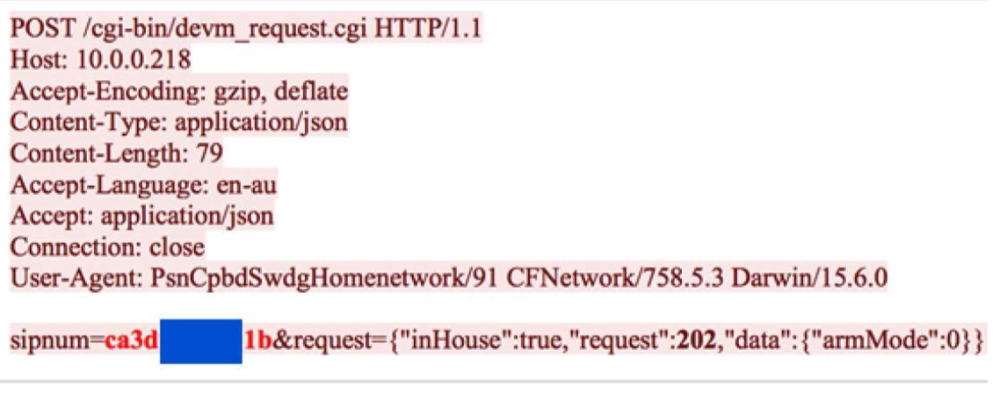 POST /cgi-bin/devm_request.cgi HTTP/1.1
Host: 10.0.0.218
Accept-Encoding: gzip, deflate
Content-Type: application/json
Content-Length: 79
Accept-Language: en-au
Accept: application/json
Connection: close
User-Agent: PsnCpbdSwdgHomenetwork/91 CFNetwork/758.5.3 Darwin/15.6.0
sipnum=ca3d 1b&request={"inHouse":true,"request":202,"data":{"armMode":0}}